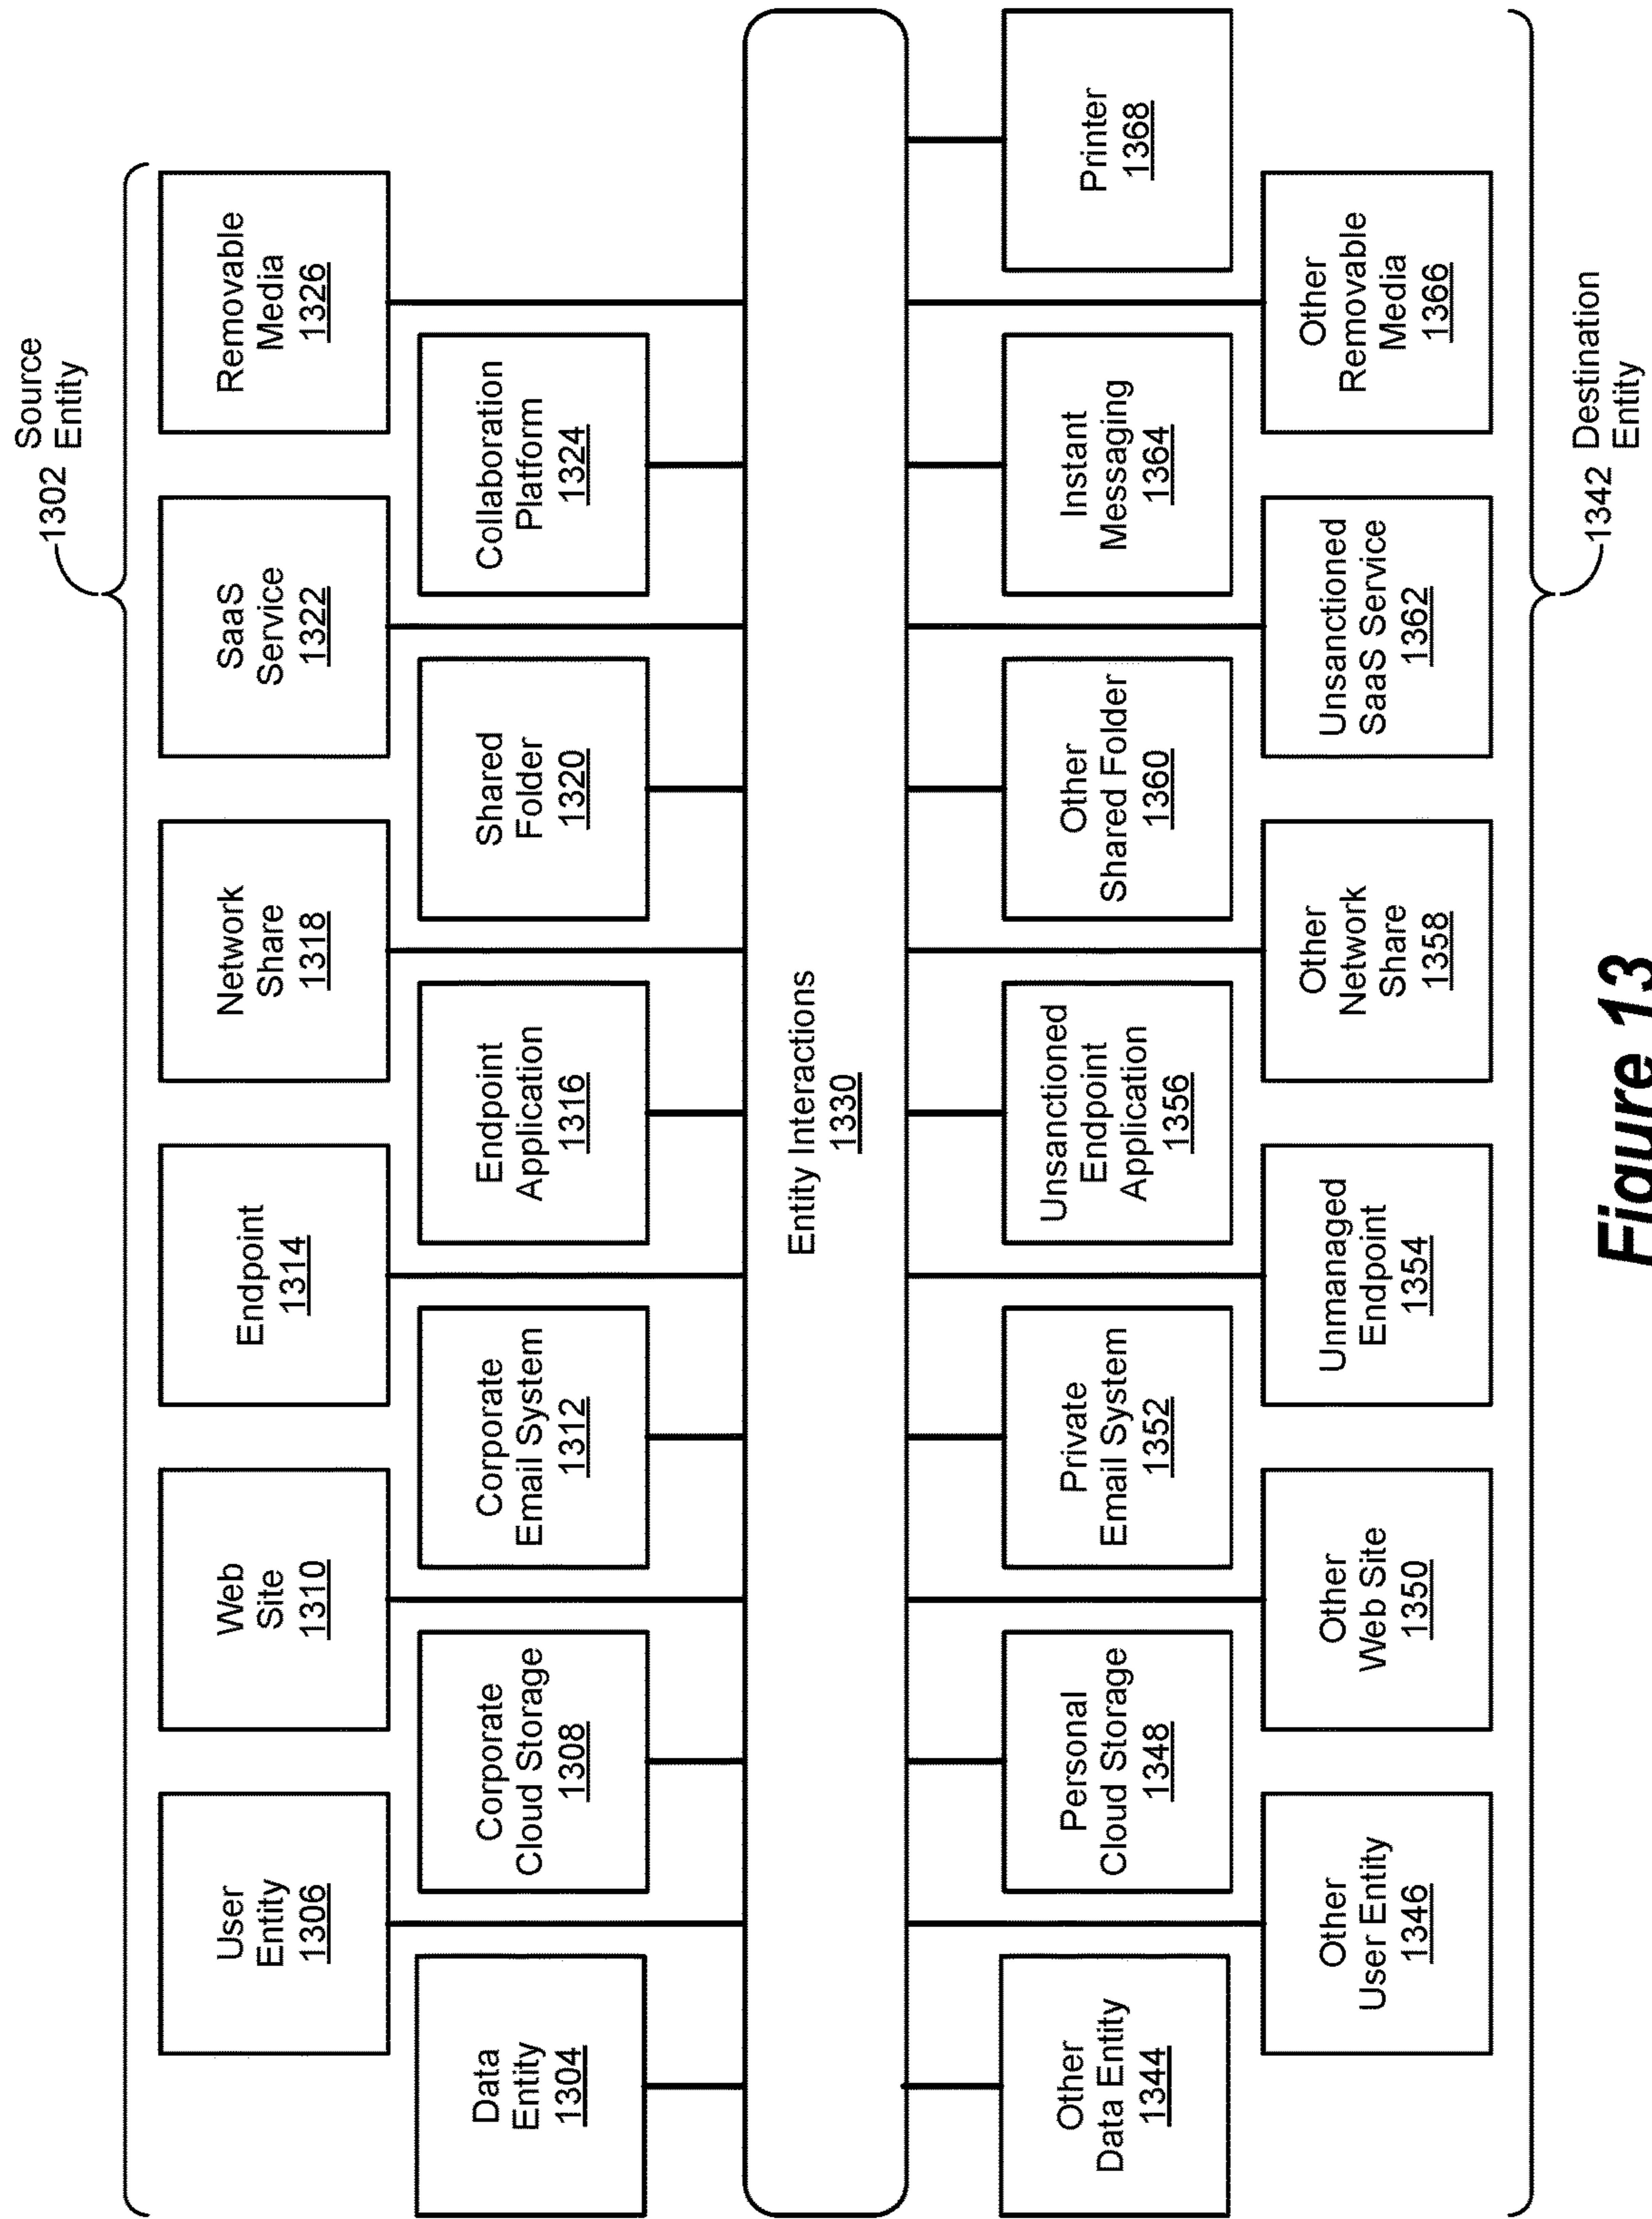 1302 Source
Entity
User
Entity
1306
Web
Site
1310
Endpoint
1314
Network
Share
1318
SaaS
Service
1322
Removable
Media
1326
Data
Entity
1304
Corporate
Cloud Storage
1308
Corporate
Email System
1312
Endpoint
Application
1316
Shared
Folder
1320
Collaboration
Platform
1324
Entity Interactions
1330
Other
Data Entity
1344
Personal
Cloud Storage
1348
Private
Email System
1352
Unsanctioned
Endpoint
Application
1356
Other
Shared Folder
1360
Instant
Messaging
1364
Printer
1368
Other
User Entity
1346
Other
Web Site
1350
Unmanaged
Endpoint
1354
Other
Network
Share
1358
Unsanctioned
SaaS Service
1362
Other
Removable
Media
1366
1342 Destination
Entity
Figure 13